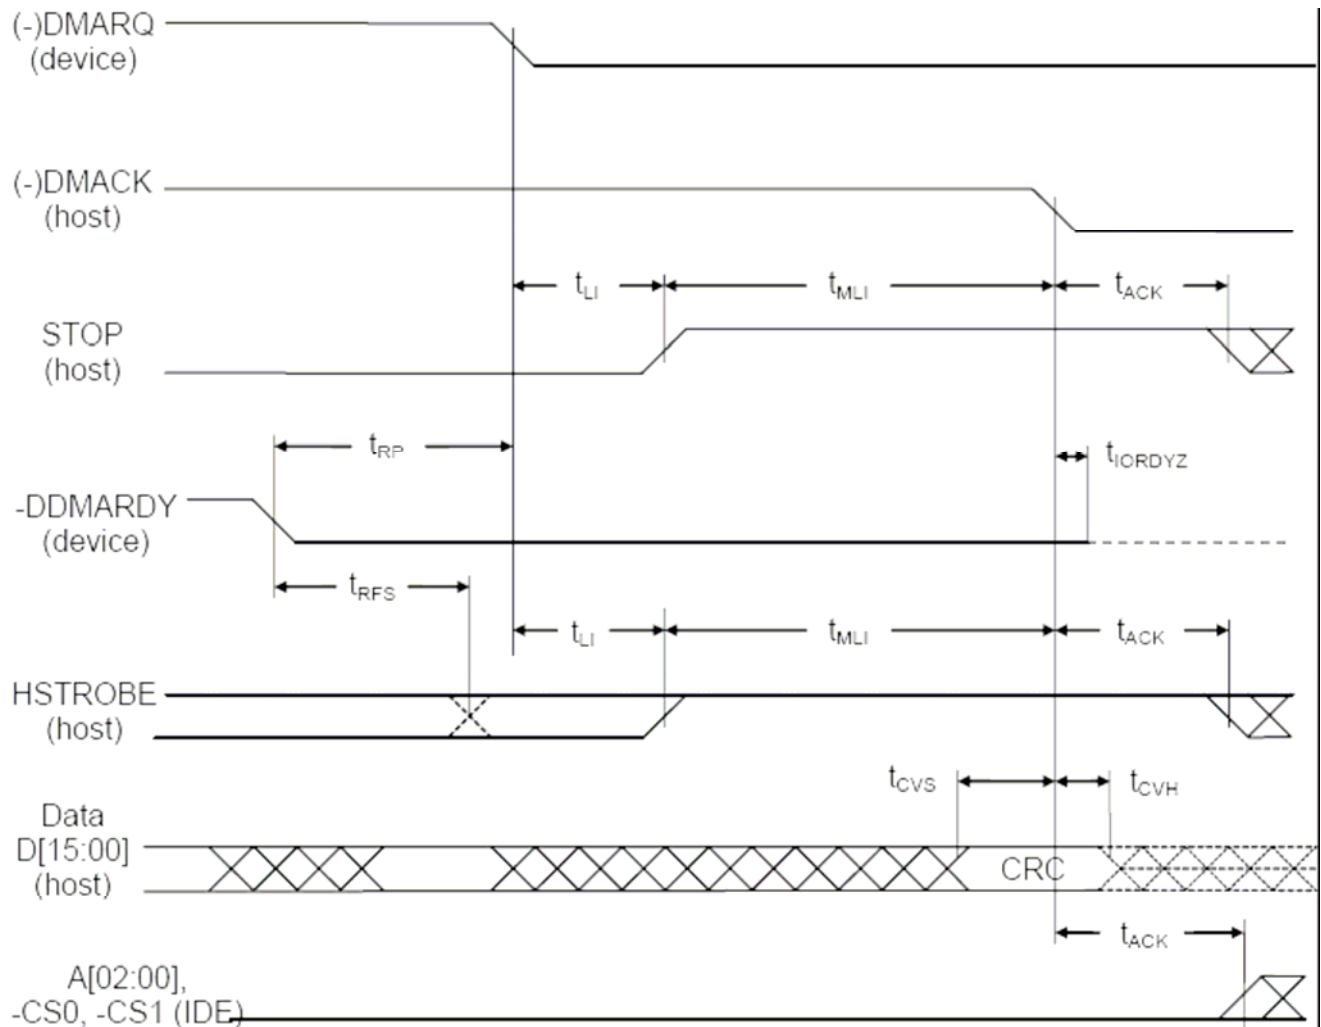 (-)DMARQ
(device)
(-)DMACK
(host)
tLI
tMLI
tACK
STOP
(host)
tRP
tIORDYZ
-DDMARDY
(device)
tRFS
tLI
tMLI
tACK
HSTROBE
(host)
tCVS
tCVH
Data
D[15:00]
(host)
CRC
tACK
A[02:00],
-CS0, -CS1 (IDE)